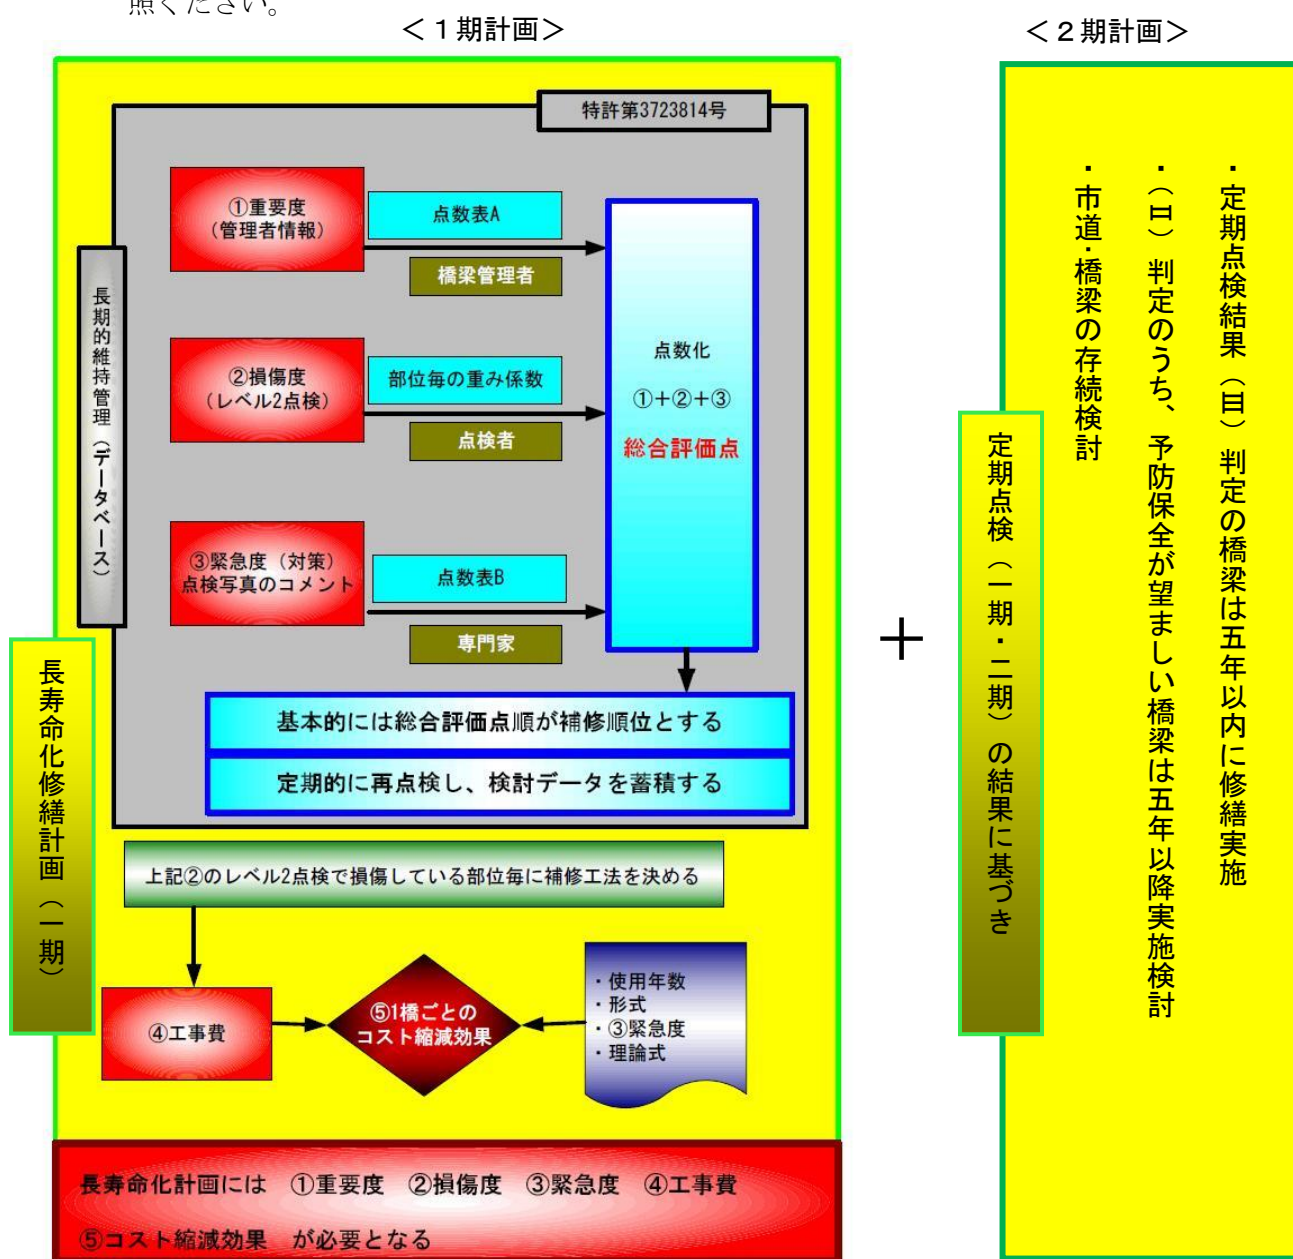 照ください。
＜１期計画＞
＜２期計画＞
特許第3723814号
①重要度
(管理者情報)
点数表A
橋梁管理者
②損傷度
(レベル2点検)
部位毎の重み係数
点検者
③緊急度（対策）
点検写真のコメント
点数表B
専門家
点数化
①+②+③
総合評価点
長期的維持管理（データベース）
基本的には総合評価点順が補修順位とする
定期的に再点検し、検討データを蓄積する
長寿命化修繕計画（一期）
上記②のレベル2点検で損傷している部位毎に補修工法を決める
④工事費
⑤1橋ごとの
コスト縮減効果
・使用年数
・形式
・③緊急度
・理論式
長寿命化計画には　①重要度　②損傷度　③緊急度　④工事費
⑤コスト縮減効果　が必要となる
＋
定期点検（一期・二期）の結果に基づき
・定期点検結果（Ⅲ）判定の橋梁は五年以内に修繕実施
・（Ⅱ）判定のうち、予防保全が望ましい橋梁は五年以降実施検討
・市道・橋梁の存続検討